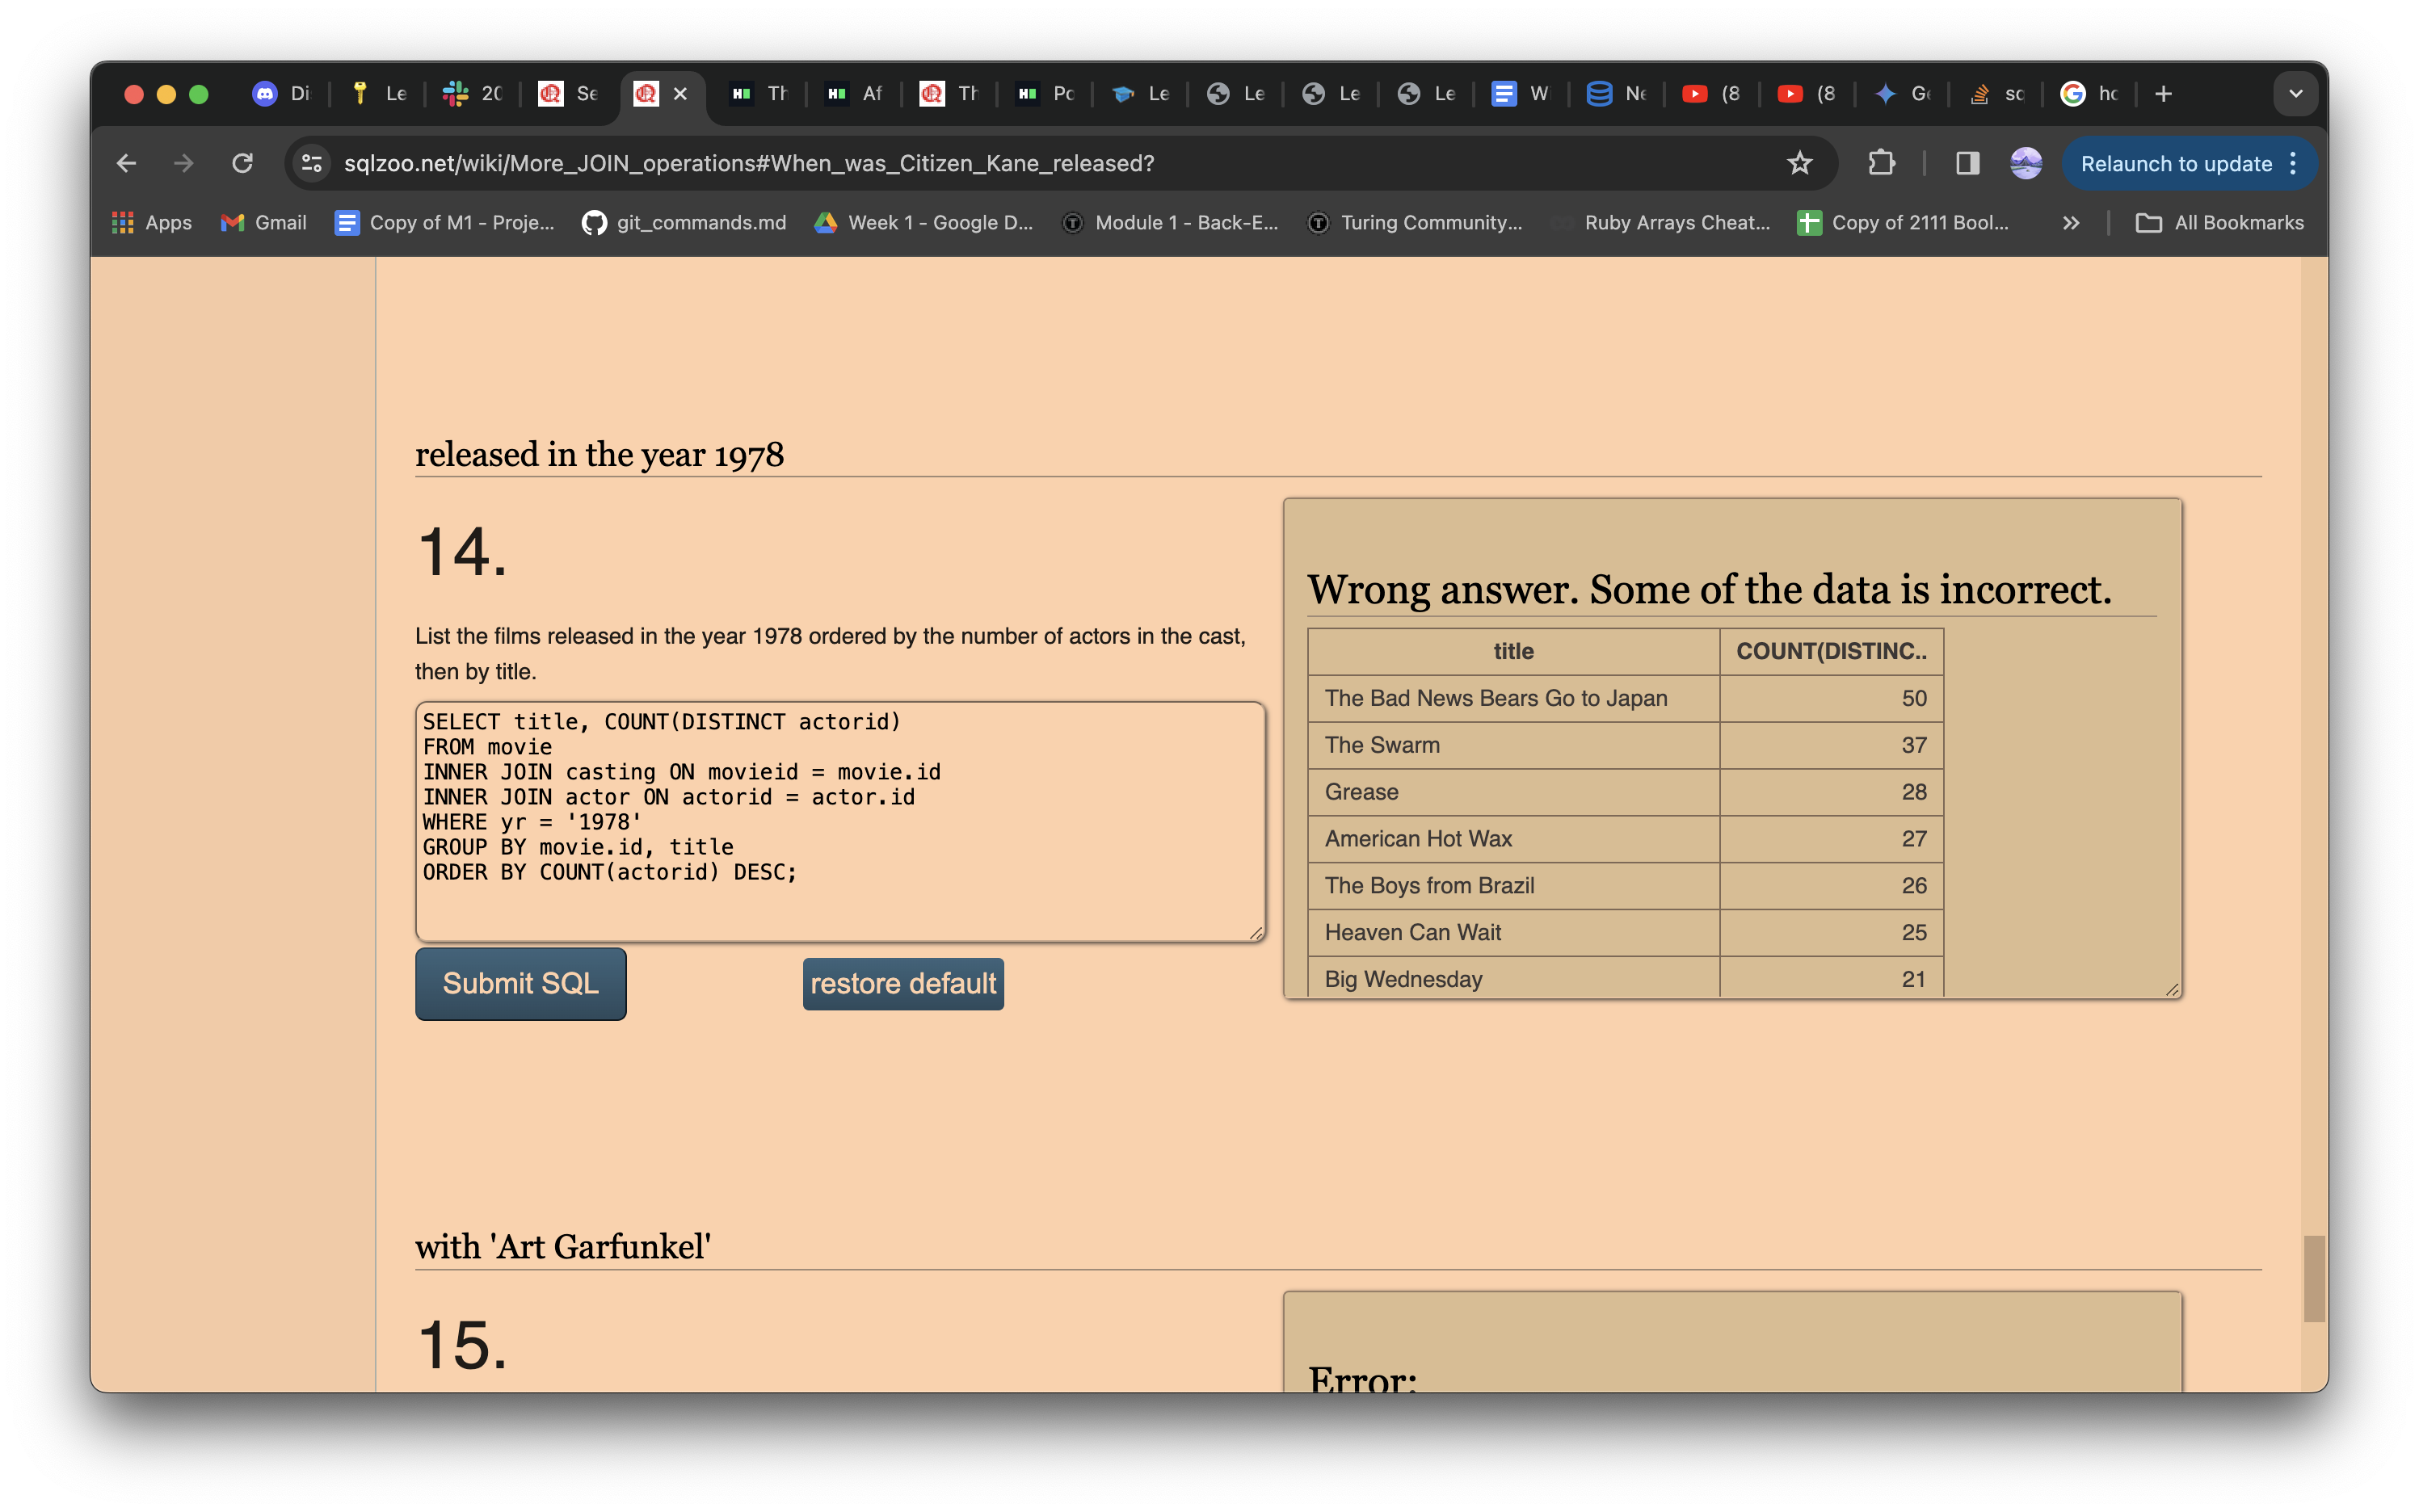 Di Le 20 Se Th Af Th Po Le Le Le Le W Ne (8 (8 Ge so ho
sqlzoo.net/wiki/More_JOIN_operations#When_was_Citizen_Kane_released?
Relaunch to update
Apps Gmail Copy of M1 - Proje... git_commands.md Week 1 - Google D... Module 1 - Back-E... Turing Community... Ruby Arrays Cheat... Copy of 2111 Bool... » All Bookmarks
released in the year 1978
14.
List the films released in the year 1978 ordered by the number of actors in the cast,
then by title.
SELECT title, COUNT(DISTINCT actorid)
FROM movie
INNER JOIN casting ON movieid = movie.id
INNER JOIN actor ON actorid = actor.id
WHERE yr = '1978'
GROUP BY movie.id, title
ORDER BY COUNT(actorid) DESC;
Submit SQL
restore default
Wrong answer. Some of the data is incorrect.
title COUNT(DISTINC..
The Bad News Bears Go to Japan 50
The Swarm 37
Grease 28
American Hot Wax 27
The Boys from Brazil 26
Heaven Can Wait 25
Big Wednesday 21
with 'Art Garfunkel'
15.
Error: